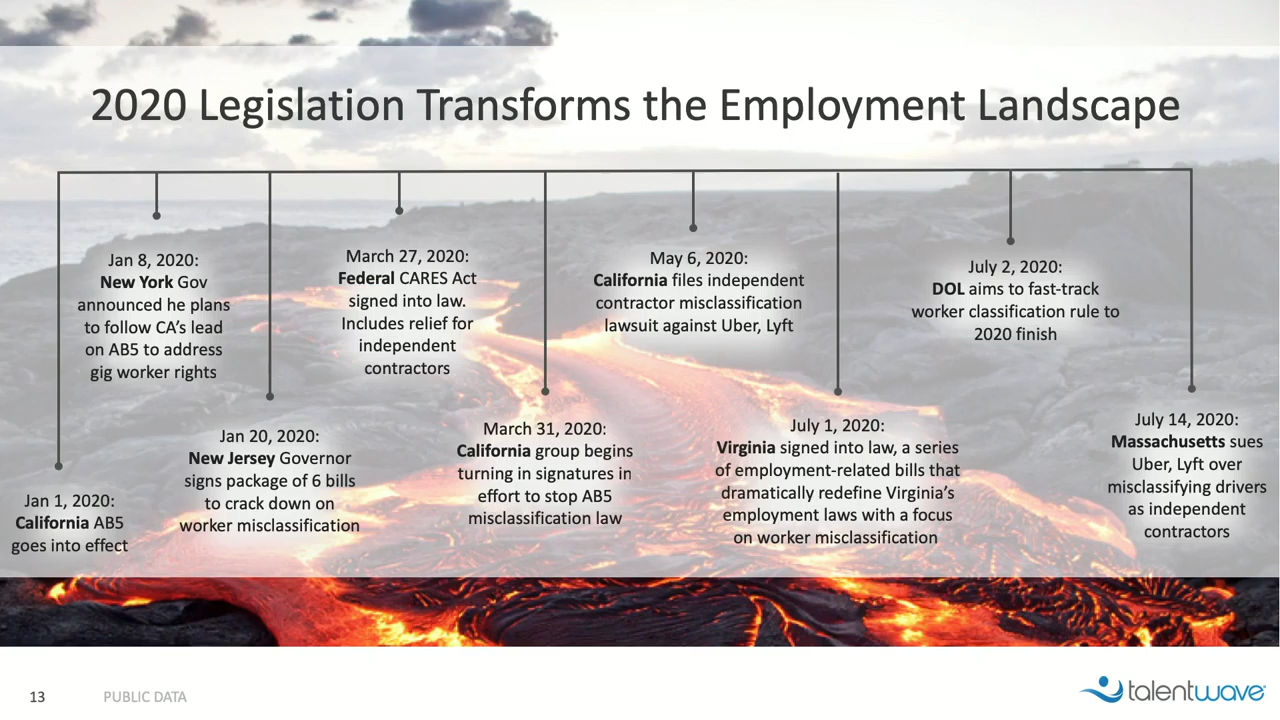 2020 Legislation Transforms the Employment Landscape
Jan 1, 2020:
California AB5
goes into effect
Jan 8, 2020:
New York Gov
announced he plans
to follow CA’s lead
on AB5 to address
gig worker rights
Jan 20, 2020:
New Jersey Governor
signs package of 6 bills
to crack down on
worker misclassification
March 27, 2020:
Federal CARES Act
signed into law.
Includes relief for
independent
contractors
March 31, 2020:
California group begins
turning in signatures in
effort to stop AB5
misclassification law
May 6, 2020:
California files independent
contractor misclassification
lawsuit against Uber, Lyft
July 1, 2020:
Virginia signed into law, a series
of employment-related bills that
dramatically redefine Virginia’s
employment laws with a focus
on worker misclassification
July 2, 2020:
DOL aims to fast-track
worker classification rule to
2020 finish
July 14, 2020:
Massachusetts sues
Uber, Lyft over
misclassifying drivers
as independent
contractors
13
PUBLIC DATA
talentwave